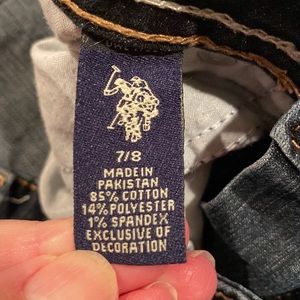 7/8
MADE IN
PAKISTAN
85% COTTON
14% POLYESTER
1% SPANDEX
EXCLUSIVE OF
DECORATION